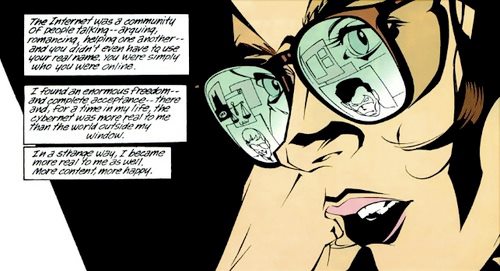 The Internet was a community
of people talking--arguing,
romancing, helping one another--
and you didn't even have to use
your real name. You were simply
who you were online.
I found an enormous freedom--
and complete acceptance--there
and, for a time in my life, the
cybernet was more real to me
than the world outside my
window.
In a strange way, I became
more real to me as well.
More content, more happy.